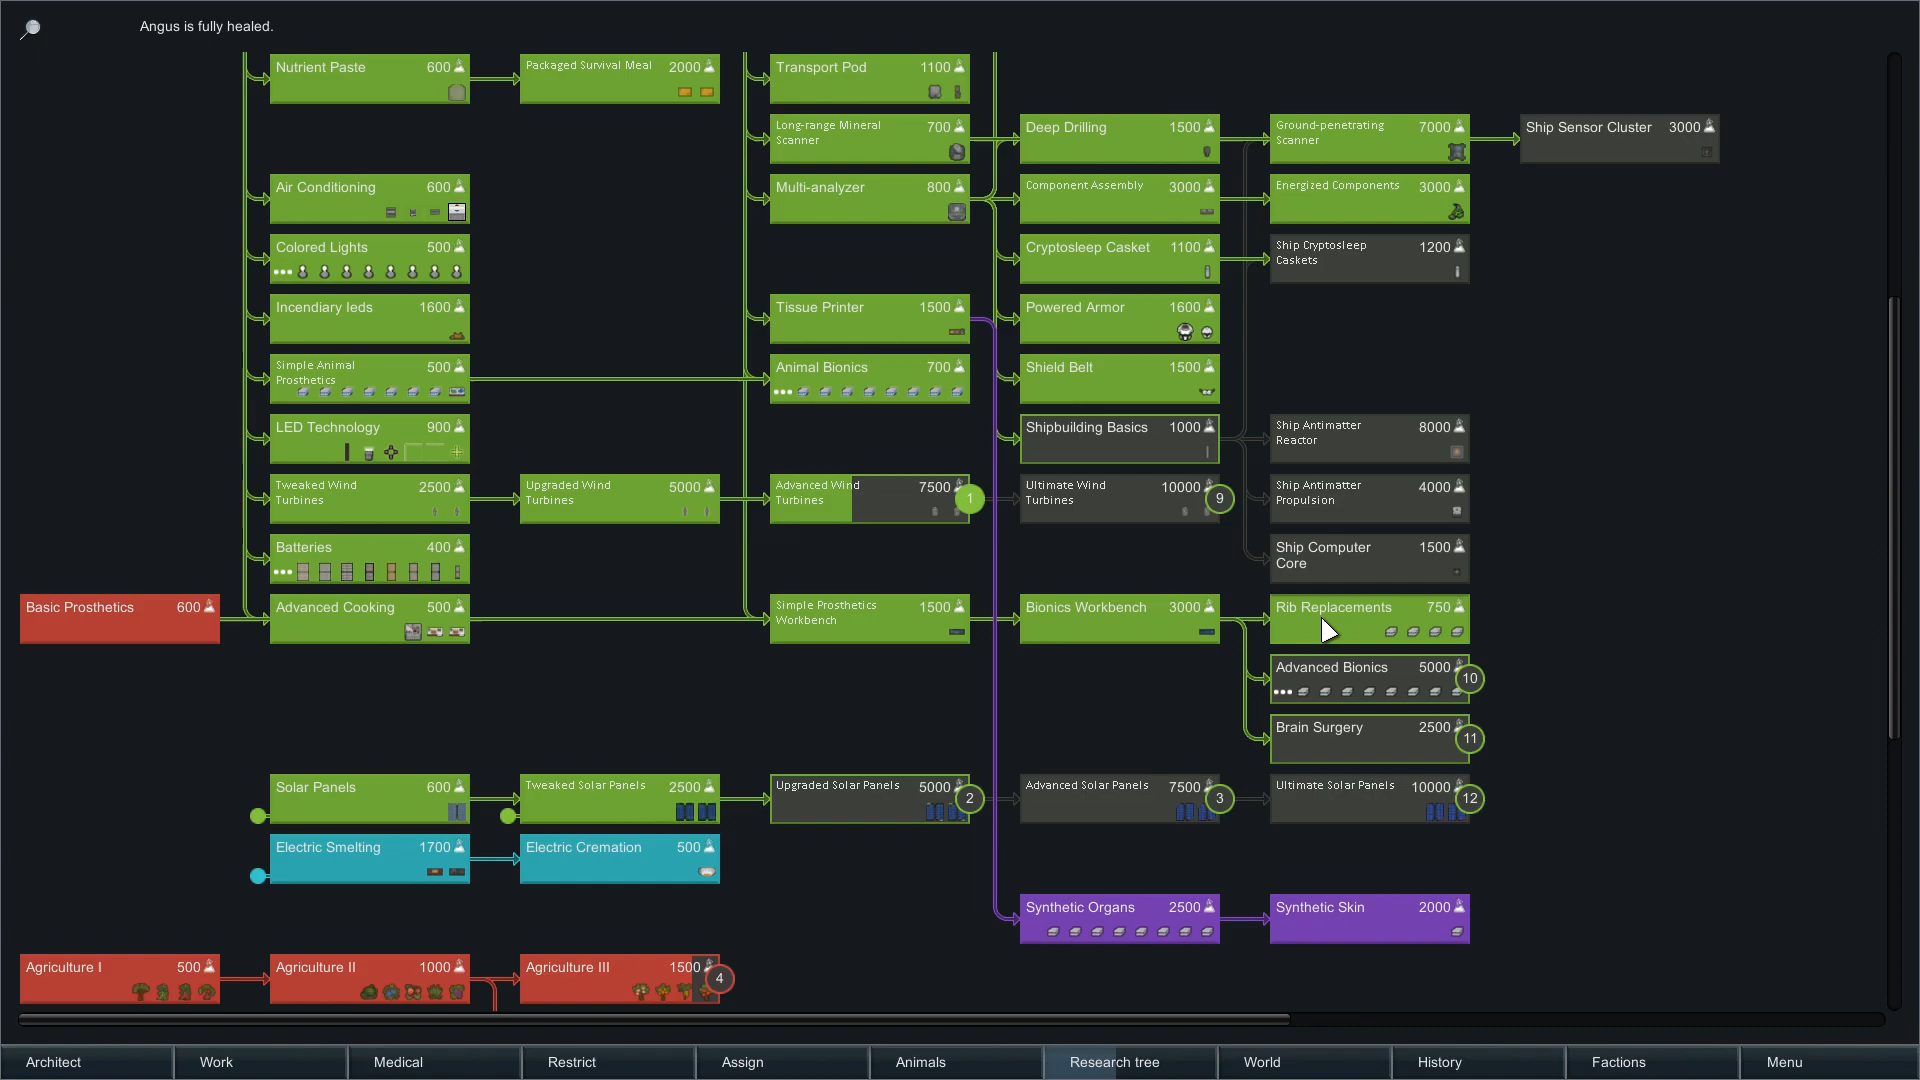 Angus is fully healed.
Nutrient Paste 600
Packaged Survival Meal 2000
Transport Pod 1100
Long-range Mineral Scanner 700
Deep Drilling 1500
Ground-penetrating Scanner 7000
Ship Sensor Cluster 3000
Air Conditioning 600
Multi-analyzer 800
Component Assembly 3000
Energized Components 3000
Colored Lights 500
Cryptosleep Casket 1100
Ship Cryptosleep Caskets 1200
Incendiary Ieds 1600
Tissue Printer 1500
Powered Armor 1600
Simple Animal Prosthetics 500
Animal Bionics 700
Shield Belt 1500
LED Technology 900
Shipbuilding Basics 1000
Ship Antimatter Reactor 8000
Tweaked Wind Turbines 2500
Upgraded Wind Turbines 5000
Advanced Wind Turbines 7500 1
Ultimate Wind Turbines 10000 9
Ship Antimatter Propulsion 4000
Batteries 400
Ship Computer Core 1500
Basic Prosthetics 600
Advanced Cooking 500
Simple Prosthetics Workbench 1500
Bionics Workbench 3000
Rib Replacements 750
Advanced Bionics 5000 10
Brain Surgery 2500 11
Solar Panels 600
Tweaked Solar Panels 2500
Upgraded Solar Panels 5000 2
Advanced Solar Panels 7500 3
Ultimate Solar Panels 10000 12
Electric Smelting 1700
Electric Cremation 500
Synthetic Organs 2500
Synthetic Skin 2000
Agriculture I 500
Agriculture II 1000
Agriculture III 1500 4
Architect
Work
Medical
Restrict
Assign
Animals
Research tree
World
History
Factions
Menu